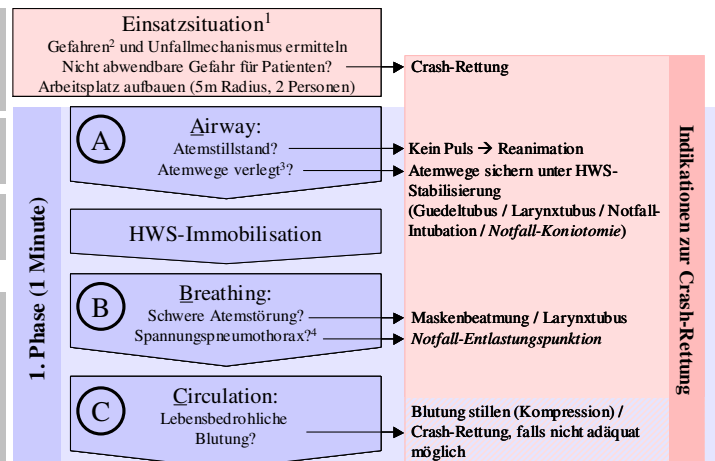 Einsatzsituation¹
Gefahren² und Unfallmechanismus ermitteln
Nicht abwendbare Gefahr für Patienten?
Crash-Rettung
Arbeitsplatz aufbauen (5m Radius, 2 Personen)
Indikationen zur Crash-Rettung
1. Phase (1 Minute)
A
Airway:
Atemstillstand?
Kein Puls → Reanimation
Atemwege verlegt³?
Atemwege sichern unter HWS-
Stabilisierung
(Guedeltubus / Larynxtubus / Notfall-
Intubation / Notfall-Koniotomie)
HWS-Immobilisation
B
Breathing:
Schwere Atemstörung?
Maskenbeatmung / Larynxtubus
Spannungspneumothorax?⁴
Notfall-Entlastungspunktion
C
Circulation:
Lebensbedrohliche
Blutung?
Blutung stillen (Kompression) /
Crash-Rettung, falls nicht adäquat
möglich